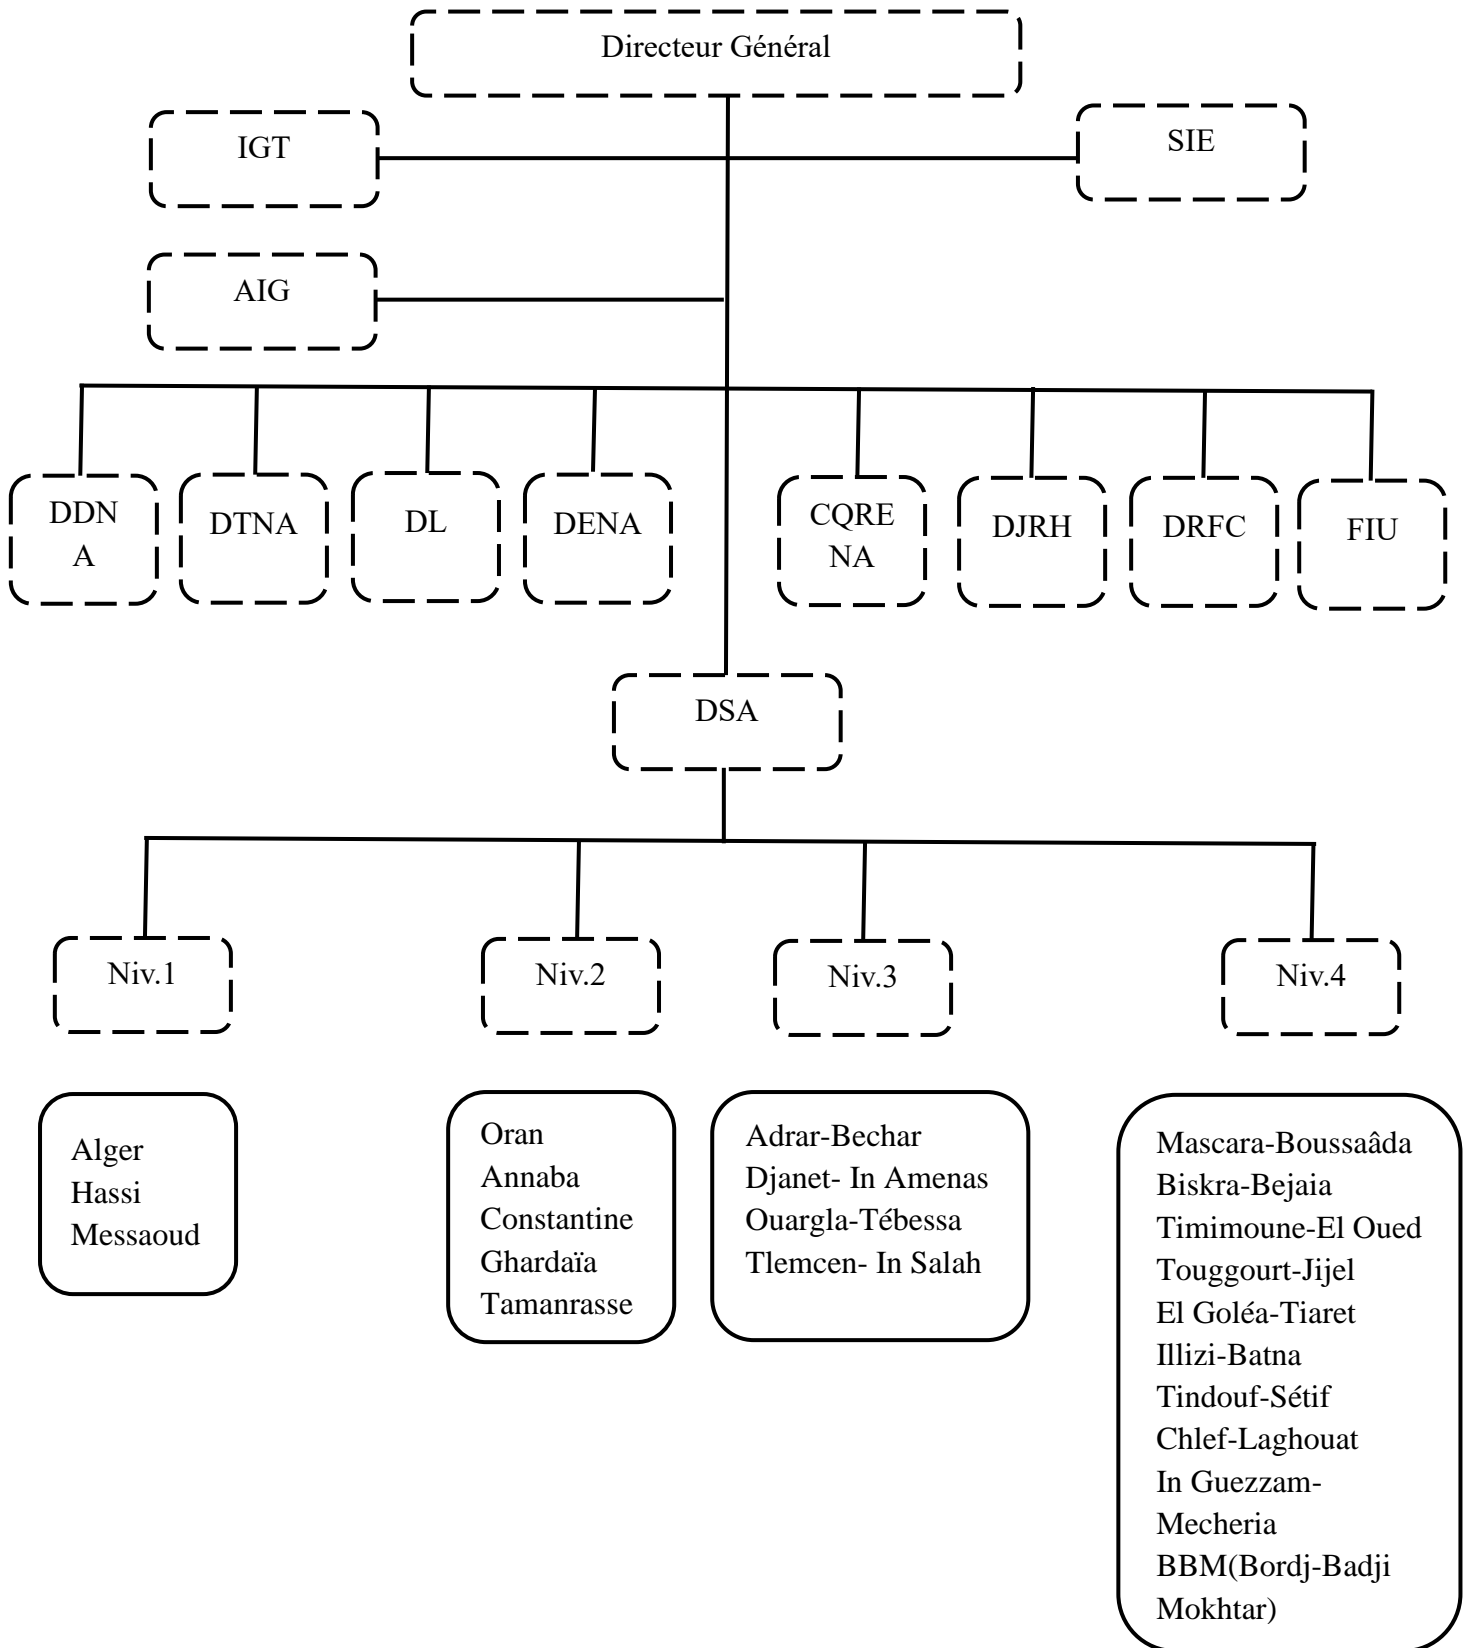 Directeur Général
IGT
SIE
AIG
DDN
A
DTNA
DL
DENA
CQRE
NA
DJRH
DRFC
FIU
DSA
Niv.1
Niv.2
Niv.3
Niv.4
Alger
Hassi
Messaoud
Oran
Annaba
Constantine
Ghardaïa
Tamanrasse
Adrar-Bechar
Djanet- In Amenas
Ouargla-Tébessa
Tlemcen- In Salah
Mascara-Boussaâda
Biskra-Bejaia
Timimoune-El Oued
Touggourt-Jijel
El Goléa-Tiaret
Illizi-Batna
Tindouf-Sétif
Chlef-Laghouat
In Guezzam-
Mecheria
BBM(Bordj-Badji
Mokhtar)